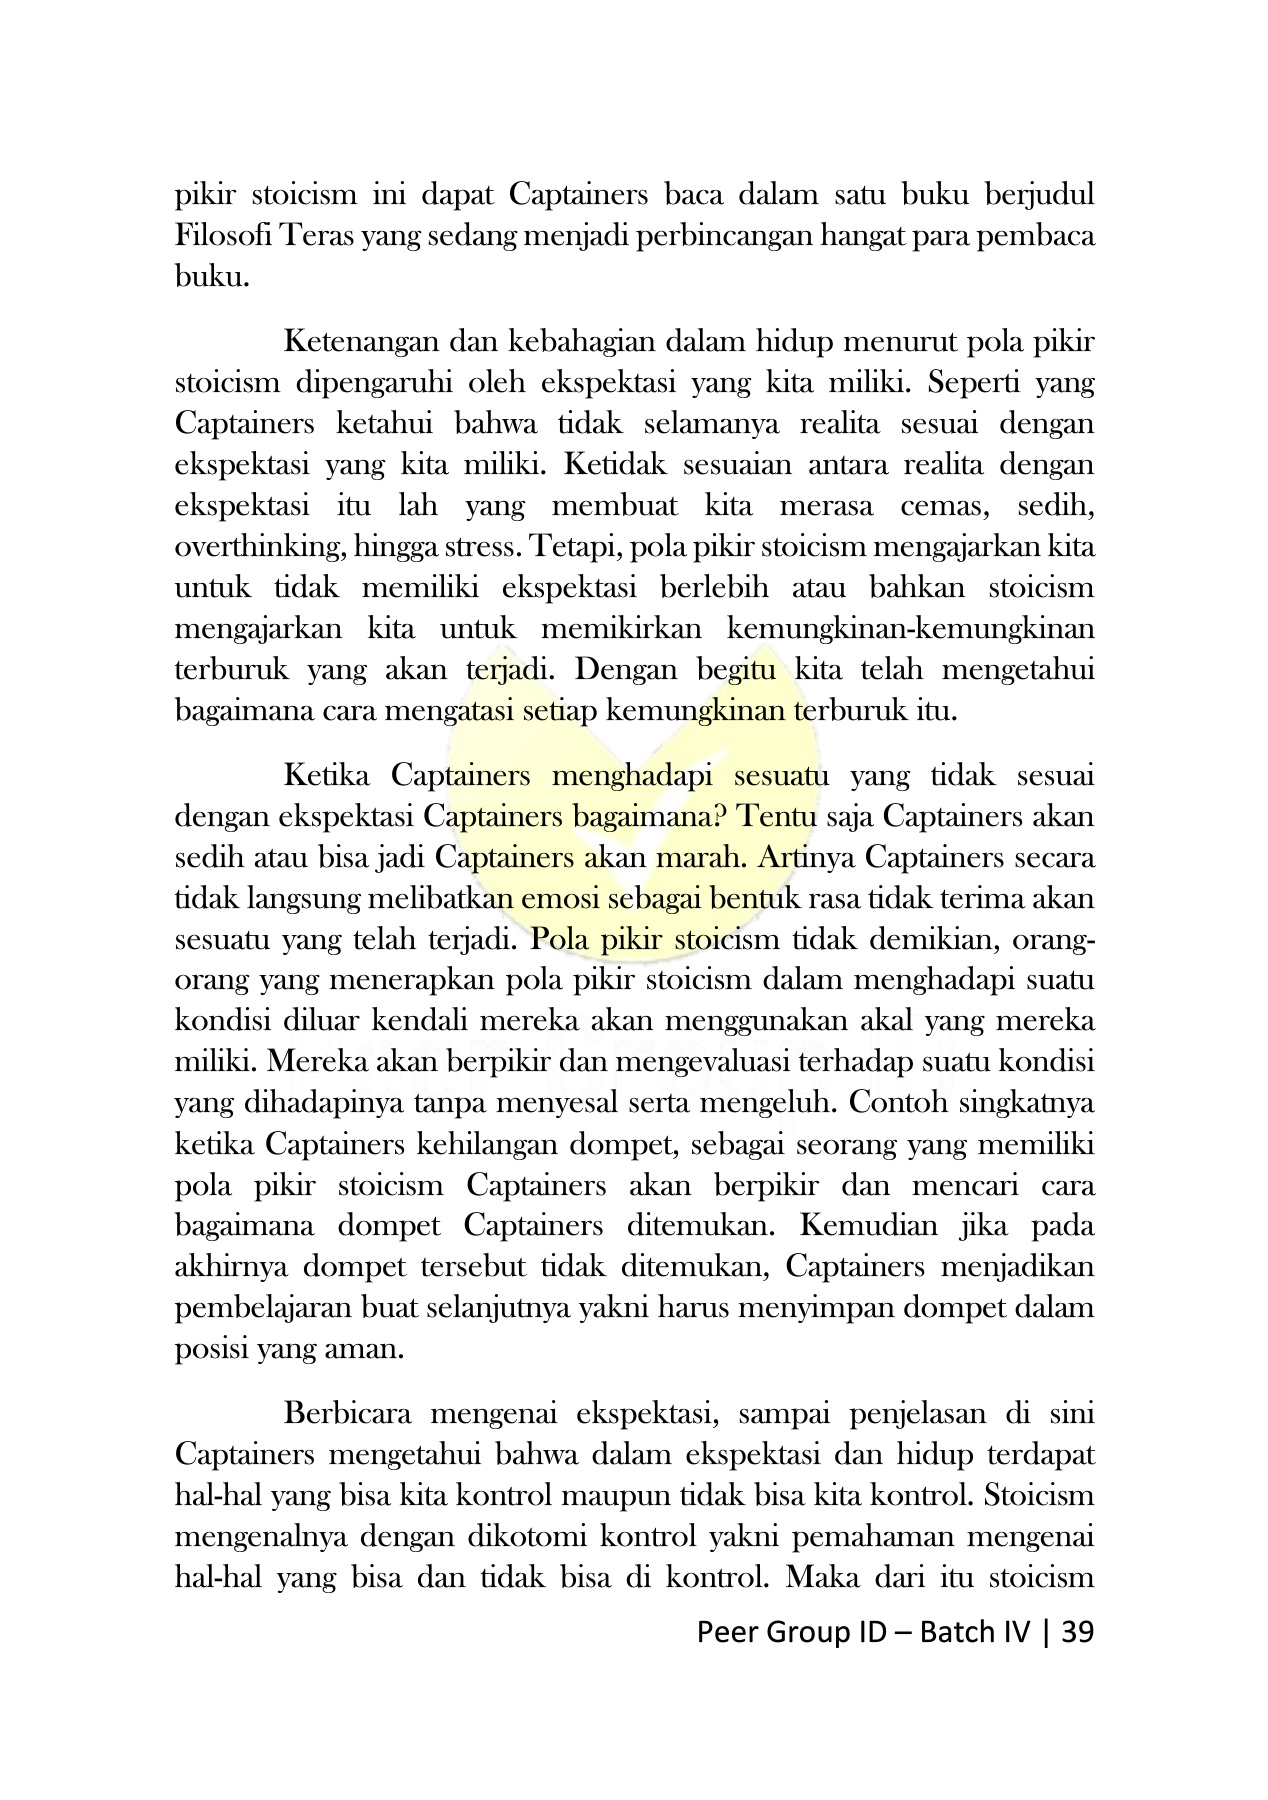 pikir stoicism ini dapat Captainers baca dalam satu buku berjudul
Filosofi Teras yang sedang menjadi perbincangan hangat para pembaca
buku.
Ketenangan dan kebahagian dalam hidup menurut pola pikir
stoicism dipengaruhi oleh ekspektasi yang kita miliki. Seperti yang
Captainers ketahui bahwa tidak selamanya realita sesuai dengan
ekspektasi yang kita miliki. Ketidak sesuaian antara realita dengan
ekspektasi itu lah yang membuat kita merasa cemas, sedih,
overthinking, hingga stress. Tetapi, pola pikir stoicism mengajarkan kita
untuk tidak memiliki ekspektasi berlebih atau bahkan stoicism
mengajarkan kita untuk memikirkan kemungkinan-kemungkinan
terburuk yang akan terjadi. Dengan begitu kita telah mengetahui
bagaimana cara mengatasi setiap kemungkinan terburuk itu.
Ketika Captainers menghadapi sesuatu yang tidak sesuai
dengan ekspektasi Captainers bagaimana? Tentu saja Captainers akan
sedih atau bisa jadi Captainers akan marah. Artinya Captainers secara
tidak langsung melibatkan emosi sebagai bentuk rasa tidak terima akan
sesuatu yang telah terjadi. Pola pikir stoicism tidak demikian, orang-
orang yang menerapkan pola pikir stoicism dalam menghadapi suatu
kondisi diluar kendali mereka akan menggunakan akal yang mereka
miliki. Mereka akan berpikir dan mengevaluasi terhadap suatu kondisi
yang dihadapinya tanpa menyesal serta mengeluh. Contoh singkatnya
ketika Captainers kehilangan dompet, sebagai seorang yang memiliki
pola pikir stoicism Captainers akan berpikir dan mencari cara
bagaimana dompet Captainers ditemukan. Kemudian jika pada
akhirnya dompet tersebut tidak ditemukan, Captainers menjadikan
pembelajaran buat selanjutnya yakni harus menyimpan dompet dalam
posisi yang aman.
Berbicara mengenai ekspektasi, sampai penjelasan di sini
Captainers mengetahui bahwa dalam ekspektasi dan hidup terdapat
hal-hal yang bisa kita kontrol maupun tidak bisa kita kontrol. Stoicism
mengenalnya dengan dikotomi kontrol yakni pemahaman mengenai
hal-hal yang bisa dan tidak bisa di kontrol. Maka dari itu stoicism
Peer Group ID – Batch IV | 39